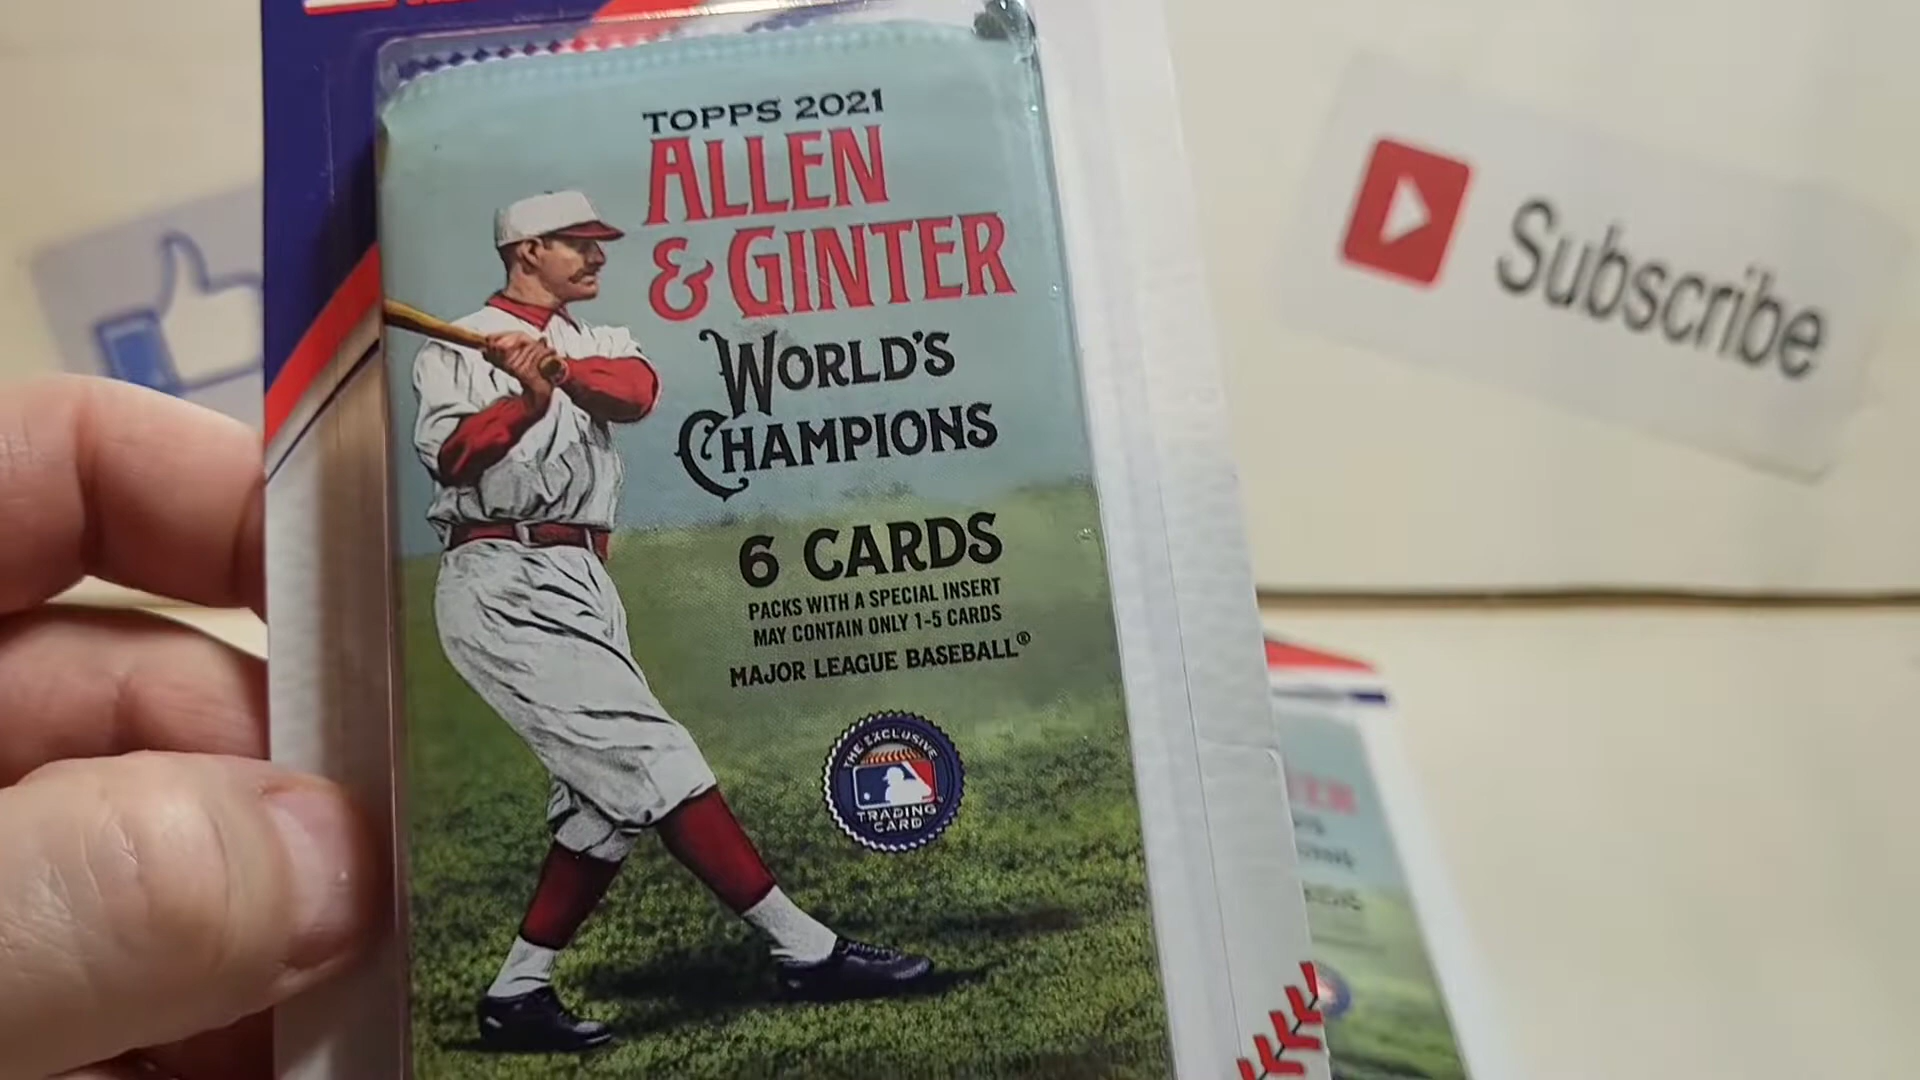 TOPPS 2021
ALLEN
& GINTER
WORLD'S
CHAMPIONS
6 CARDS
PACKS WITH A SPECIAL INSERT
MAY CONTAIN ONLY 1-5 CARDS
MAJOR LEAGUE BASEBALL®
THE EXCLUSIVE
TRADING
CARD
Subscribe